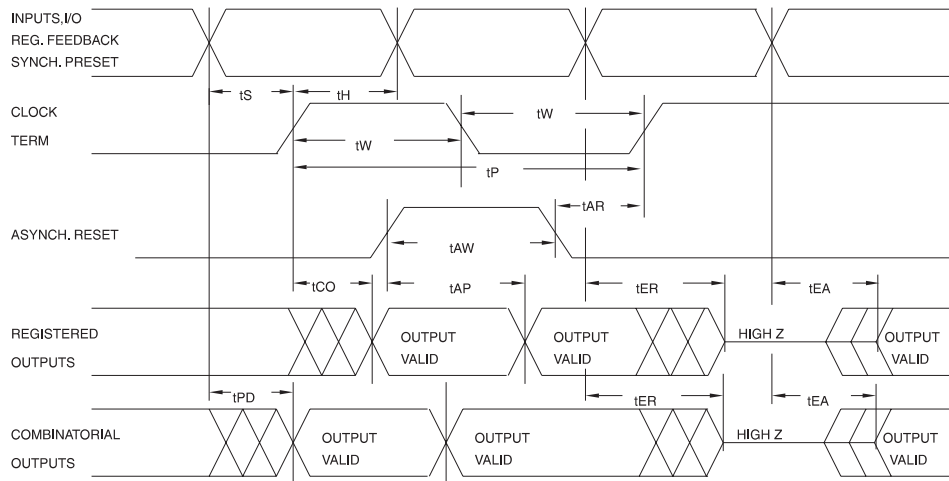 INPUTS,I/O
REG. FEEDBACK
SYNCH. PRESET
tS
tH
CLOCK
TERM
tW
tW
tP
tAR
ASYNCH. RESET
tAW
tCO
tAP
tER
tEA
REGISTERED
OUTPUTS
OUTPUT
VALID
OUTPUT
VALID
HIGH Z
OUTPUT
VALID
tPD
tER
tEA
COMBINATORIAL
OUTPUTS
OUTPUT
VALID
OUTPUT
VALID
HIGH Z
OUTPUT
VALID